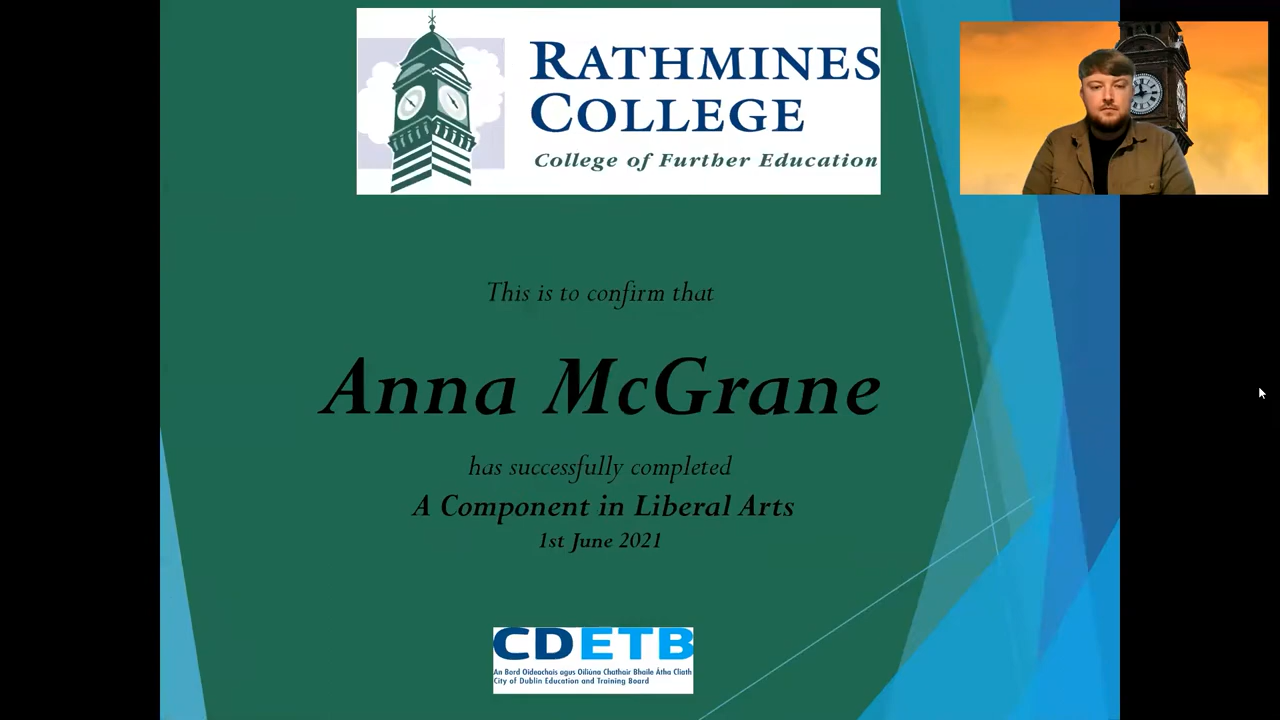 RATHMINES
COLLEGE
College of Further Education
This is to confirm that
Anna McGrane
has successfully completed
A Component in Liberal Arts
1st June 2021
CDETB
An Bord Oideachais agus Oiliúna Chathair Bhaile Átha Cliath
City of Dublin Education and Training Board